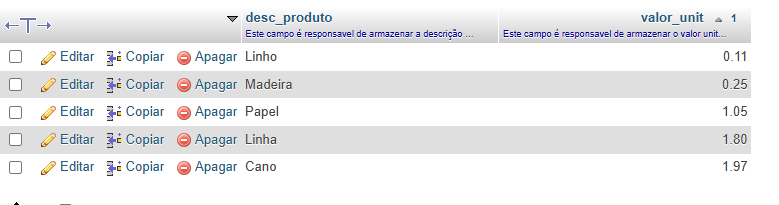 desc_produto valor_unit 1
Este campo é responsavel de armazenar a descrição ... Este campo é responsavel de armazenar o valor unit...
Editar Copiar Apagar Linho 0.11
Editar Copiar Apagar Madeira 0.25
Editar Copiar Apagar Papel 1.05
Editar Copiar Apagar Linha 1.80
Editar Copiar Apagar Cano 1.97